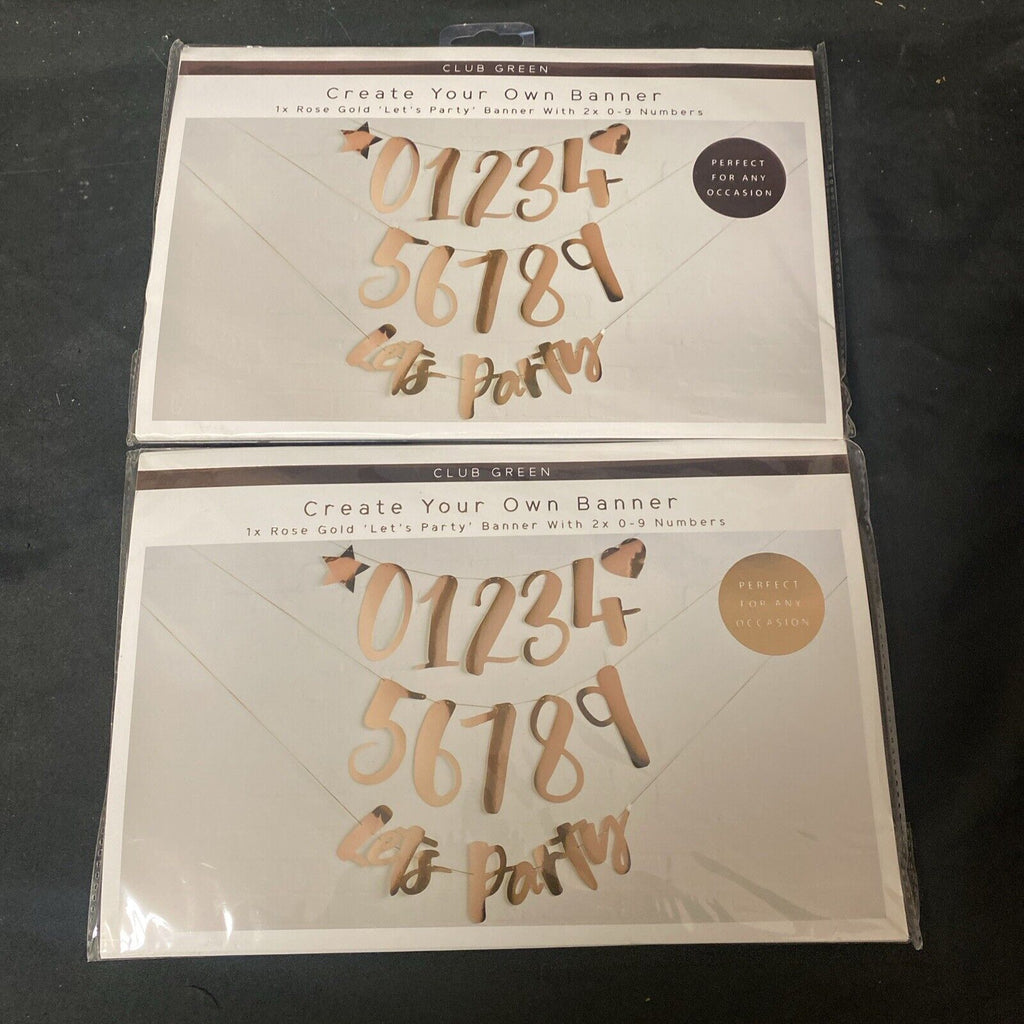 CLUB GREEN
Create Your Own Banner
1x Rose Gold 'Let's Party' Banner With 2x 0-9 Numbers
01234
PERFECT
FOR ANY
OCCASION
56789
Let's Party
CLUB GREEN
Create Your Own Banner
1x Rose Gold 'Let's Party' Banner With 2x 0-9 Numbers
01234
PERFECT
FOR ANY
OCCASION
56789
Let's Party